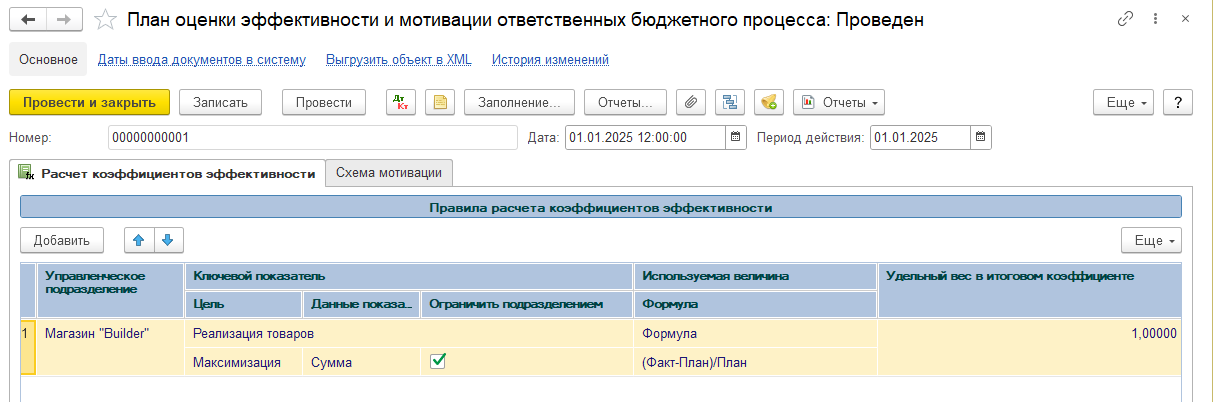 План оценки эффективности и мотивации ответственных бюджетного процесса: Проведен
Основное Даты ввода документов в систему Выгрузить объект в XML История изменений
Провести и закрыть Записать Провести Дт Кт Заполнение... Отчеты... Отчеты Еще ?
Номер: 00000000001 Дата: 01.01.2025 12:00:00 Период действия: 01.01.2025
Расчет коэффициентов эффективности Схема мотивации
Правила расчета коэффициентов эффективности
Добавить Еще
Управленческое подразделение Ключевой показатель Используемая величина Удельный вес в итоговом коэффициенте
Цель Данные показа... Ограничить подразделением Формула
1 Магазин "Builder" Реализация товаров Формула 1,00000
Максимизация Сумма (Факт-План)/План